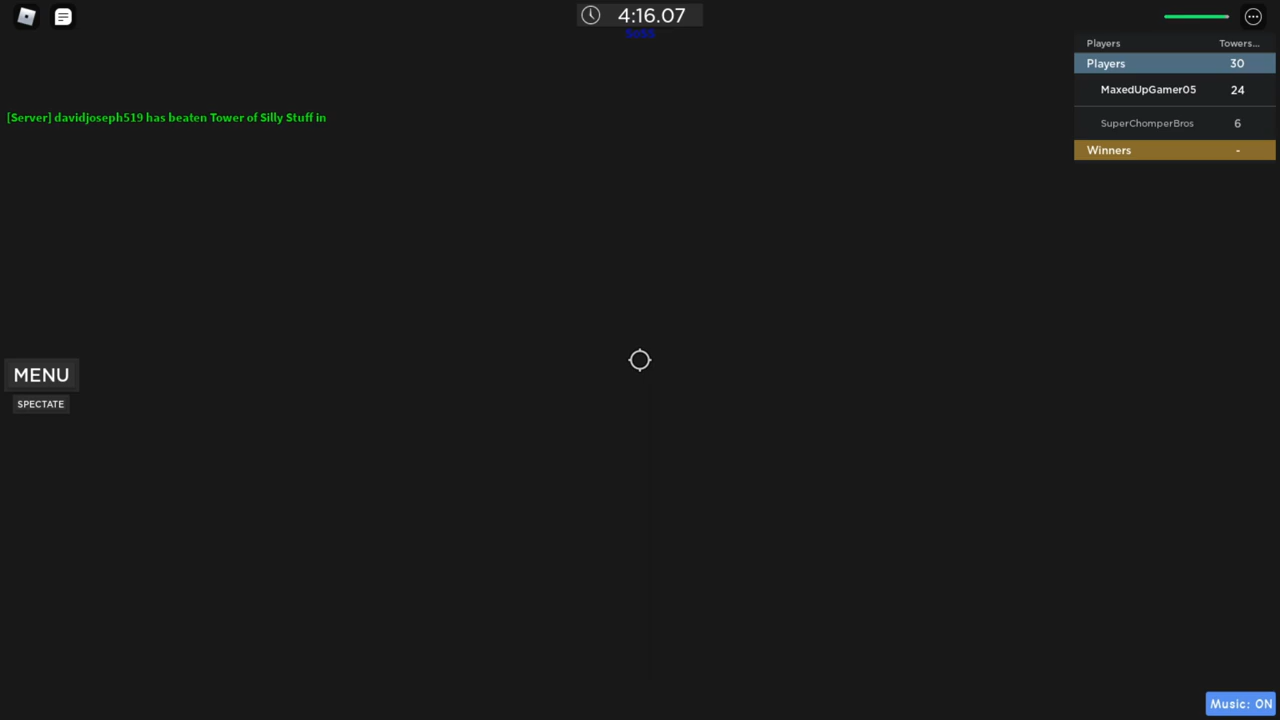 4:16.07
Players Towers...
Players 30
MaxedUpGamer05 24
[Server] davidjoseph519 has beaten Tower of Silly Stuff in
SuperChomperBros 6
Winners -
MENU
SPECTATE
Music: ON